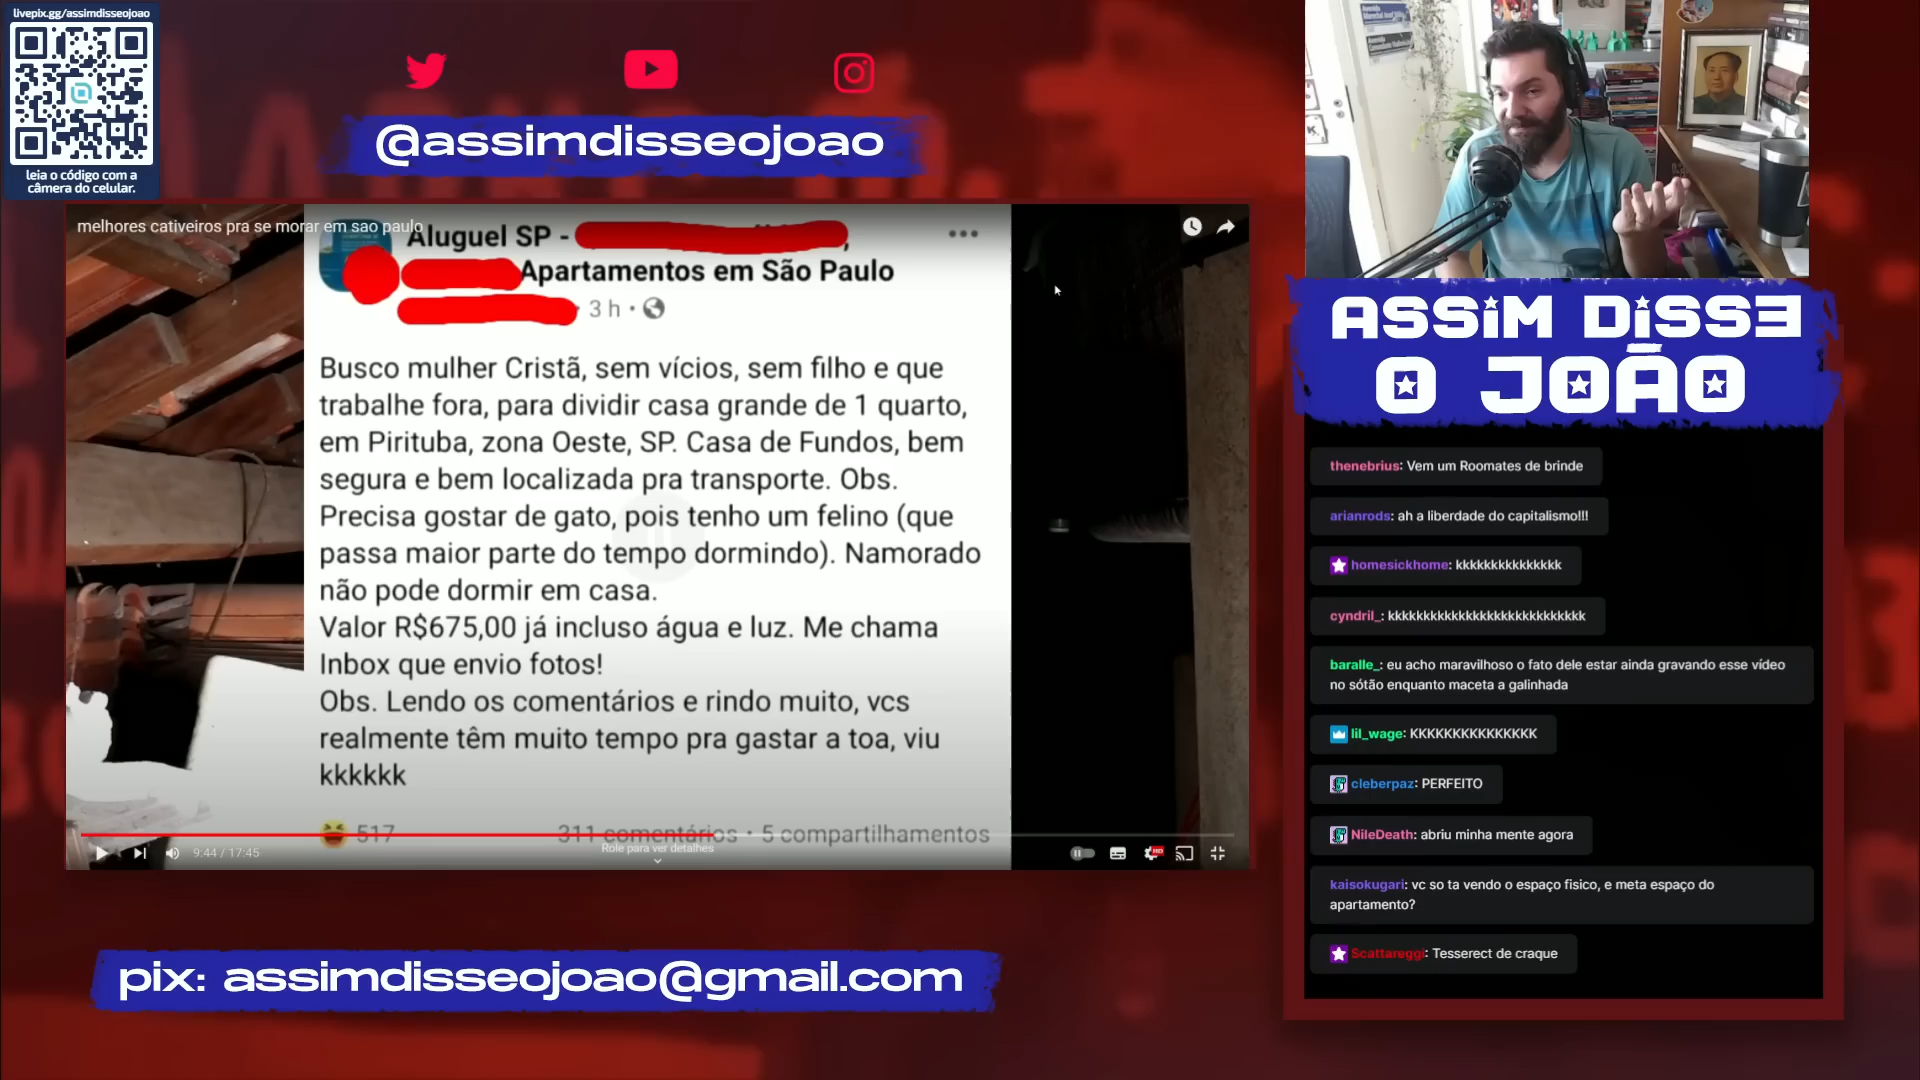 livepix.gg/assimdisseojoao
leia o código com a
câmera do celular.
@assimdisseojoao
melhores cativeiros pra se morar em sao paulo
Aluguel SP -
Apartamentos em São Paulo
3 h
Busco mulher Cristã, sem vícios, sem filho e que
trabalhe fora, para dividir casa grande de 1 quarto,
em Pirituba, zona Oeste, SP. Casa de Fundos, bem
segura e bem localizada pra transporte. Obs.
Precisa gostar de gato, pois tenho um felino (que
passa maior parte do tempo dormindo). Namorado
não pode dormir em casa.
Valor R$675,00 já incluso água e luz. Me chama
Inbox que envio fotos!
Obs. Lendo os comentários e rindo muito, vcs
realmente têm muito tempo pra gastar a toa, viu
kkkkkk
517 311 comentários • 5 compartilhamentos
Role para ver detalhes
9:44 / 17:45
HD
pix: assimdisseojoao@gmail.com
ASSIM DISSE
O JOÃO
thenebrius: Vem um Roomates de brinde
arianrods: ah a liberdade do capitalismo!!!
homesickhome: kkkkkkkkkkkkkkk
cyndril_: kkkkkkkkkkkkkkkkkkkkkkkkkkkk
baralle_: eu acho maravilhoso o fato dele estar ainda gravando esse vídeo
no sótão enquanto maceta a galinhada
lil_wage: KKKKKKKKKKKKKKK
cleberpaz: PERFEITO
NileDeath: abriu minha mente agora
kaisokugari: vc so ta vendo o espaço fisico, e meta espaço do
apartamento?
Scattareggi: Tesserect de craque